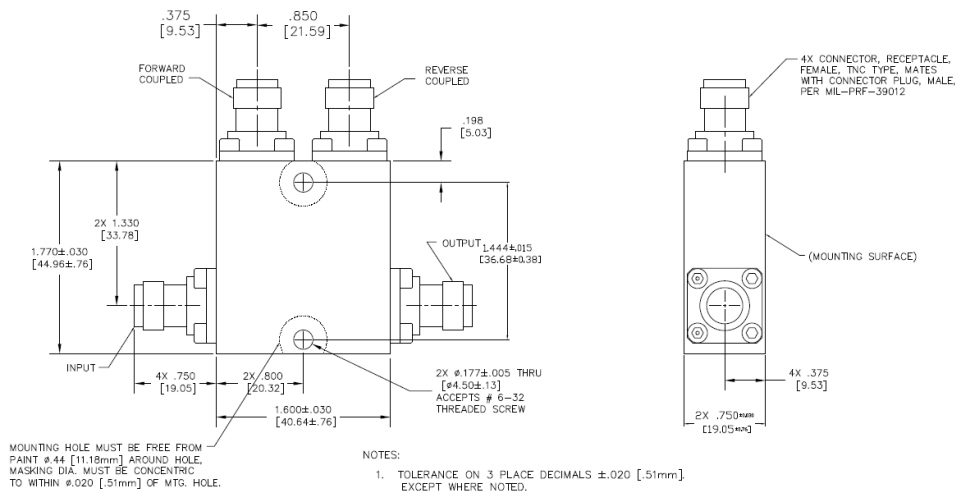 .375
[9.53]
.850
[21.59]
FORWARD
COUPLED
REVERSE
COUPLED
4X CONNECTOR, RECEPTACLE,
FEMALE, TNC TYPE, MATES
WITH CONNECTOR PLUG, MALE,
PER MIL-PRF-39012
.198
[5.03]
2X 1.330
[33.78]
1.770±.030
[44.96±.76]
OUTPUT
1.444±.015
[36.68±0.38]
(MOUNTING SURFACE)
INPUT
4X .750
[19.05]
2X .800
[20.32]
2X ø.177±.005 THRU
[ø4.50±.13]
ACCEPTS # 6-32
THREADED SCREW
4X .375
[9.53]
1.600±.030
[40.64±.76]
2X .750±.030
[19.05±.76]
MOUNTING HOLE MUST BE FREE FROM
PAINT ø.44 [11.18mm] AROUND HOLE,
MASKING DIA. MUST BE CONCENTRIC
TO WITHIN ø.020 [.51mm] OF MTG. HOLE.
NOTES:
1. TOLERANCE ON 3 PLACE DECIMALS ±.020 [.51mm].
EXCEPT WHERE NOTED.